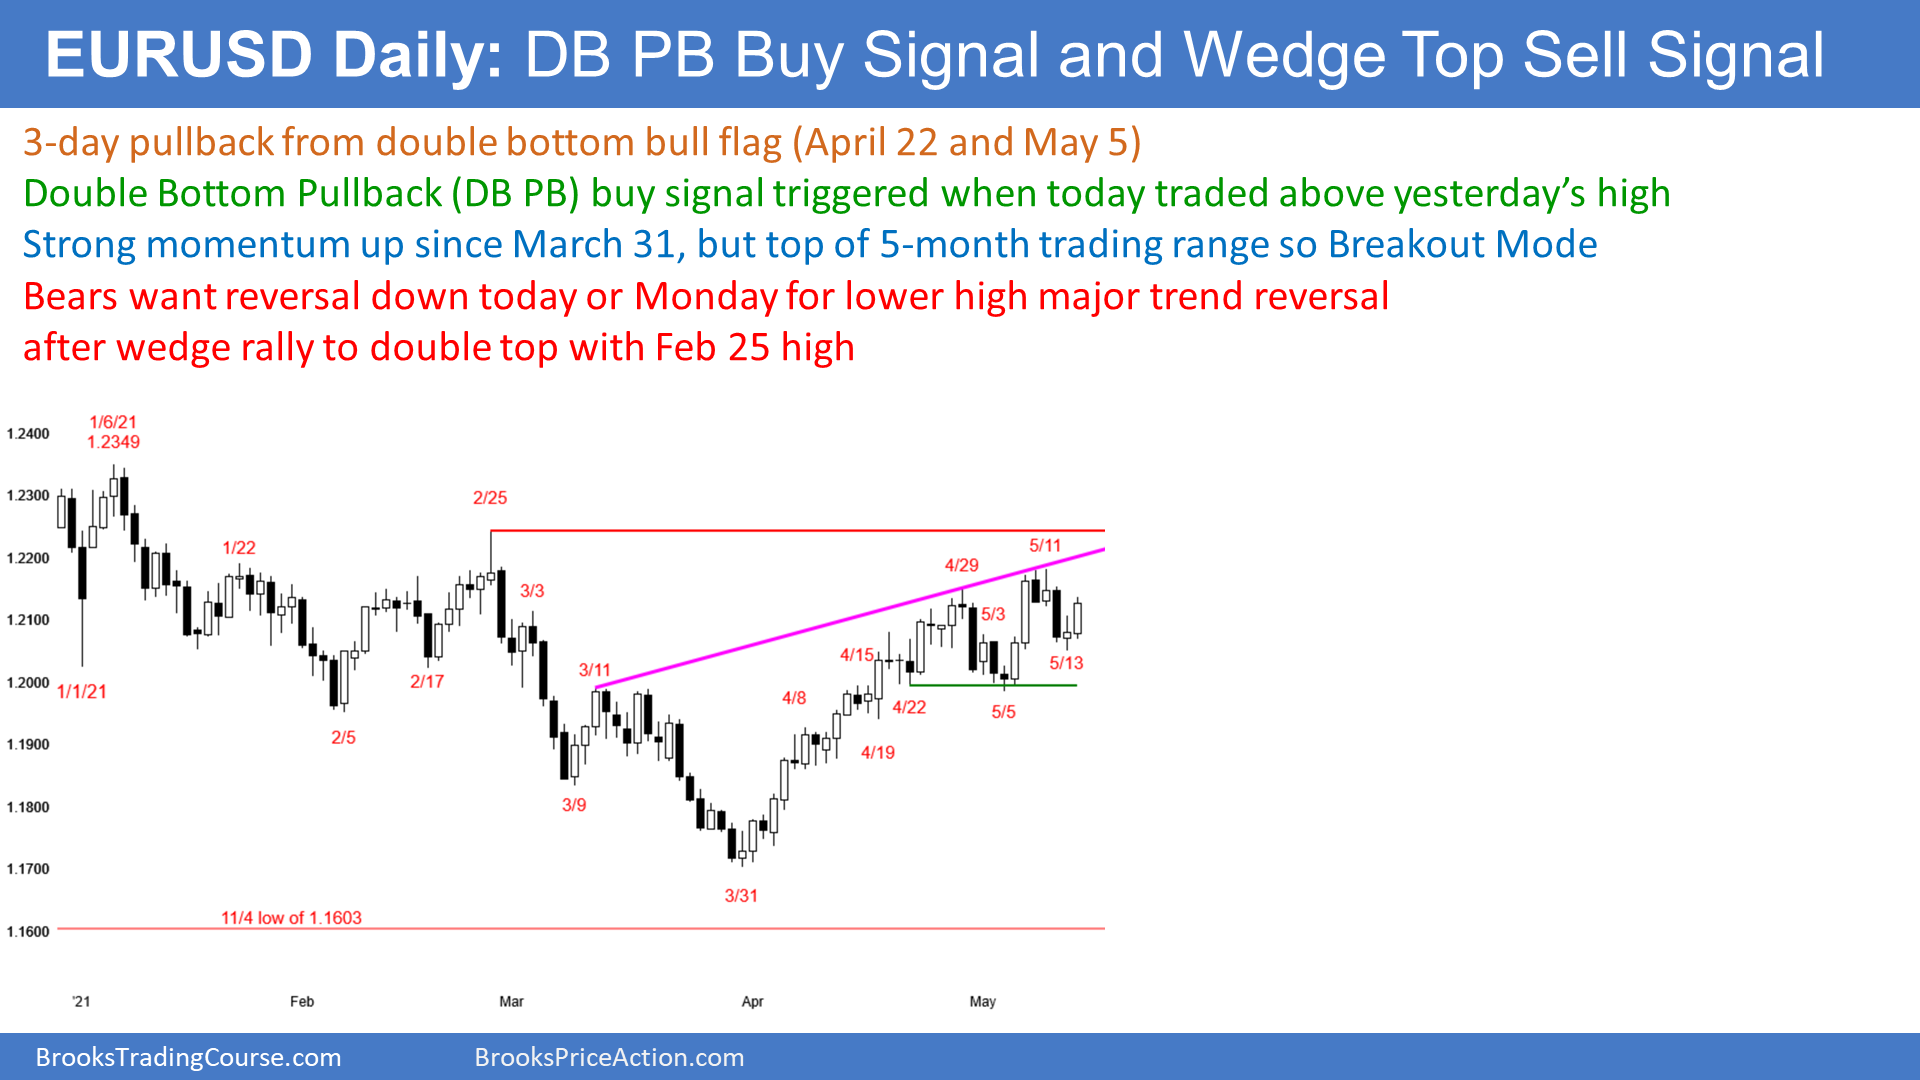 EURUSD Daily: DB PB Buy Signal and Wedge Top Sell Signal
3-day pullback from double bottom bull flag (April 22 and May 5)
Double Bottom Pullback (DB PB) buy signal triggered when today traded above yesterday’s high
Strong momentum up since March 31, but top of 5-month trading range so Breakout Mode
Bears want reversal down today or Monday for lower high major trend reversal
after wedge rally to double top with Feb 25 high
1/6/21
1.2349
1.2400
1.2300
2/25
1/22
5/11
1.2200
4/29
3/3
5/3
1.2100
4/15
5/13
3/11
2/17
1.2000
1/1/21
4/8
4/22
5/5
2/5
1.1900
4/19
3/9
1.1800
1.1700
3/31
11/4 low of 1.1603
1.1600
'21
Feb
Mar
Apr
May
BrooksTradingCourse.com
BrooksPriceAction.com